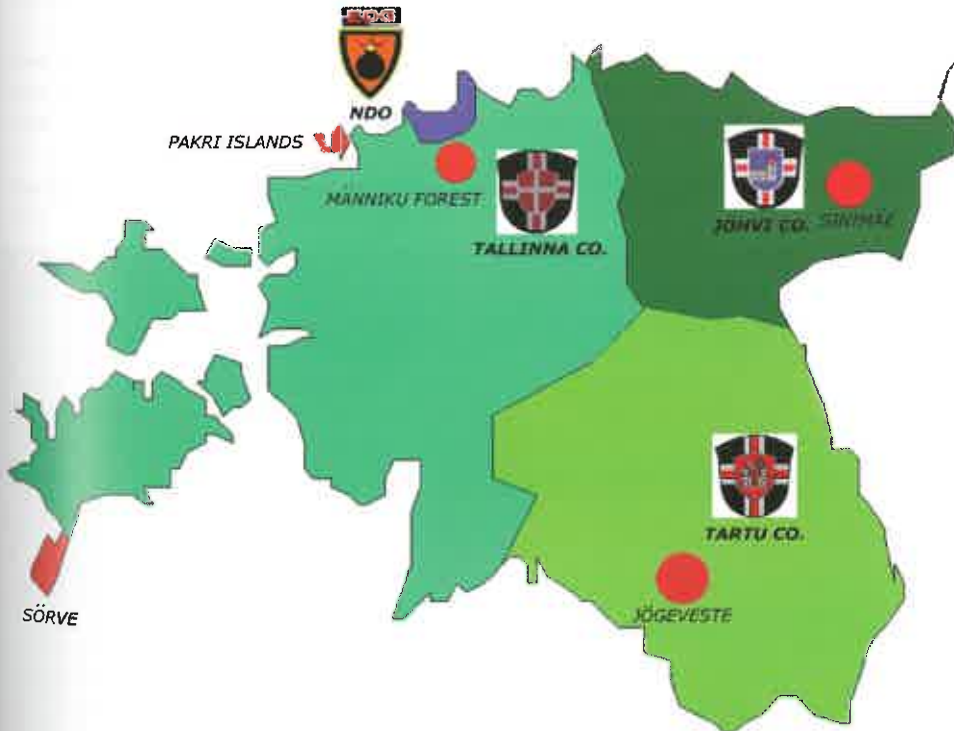 NDO
PAKRI ISLANDS
MÄNNIKU FOREST
TALLINNA CO.
JÕHVI CO.
TARTU CO.
JÕGEVESTE
SÕRVE